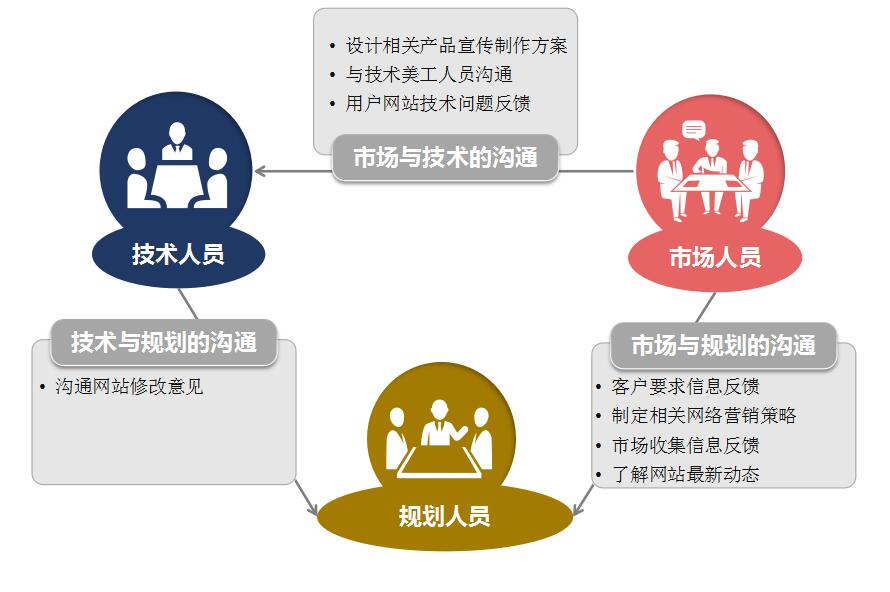 • 设计相关产品宣传制作方案
• 与技术美工人员沟通
• 用户网站技术问题反馈
市场与技术的沟通
技术人员
市场人员
技术与规划的沟通
• 沟通网站修改意见
市场与规划的沟通
• 客户要求信息反馈
• 制定相关网络营销策略
• 市场收集信息反馈
• 了解网站最新动态
规划人员